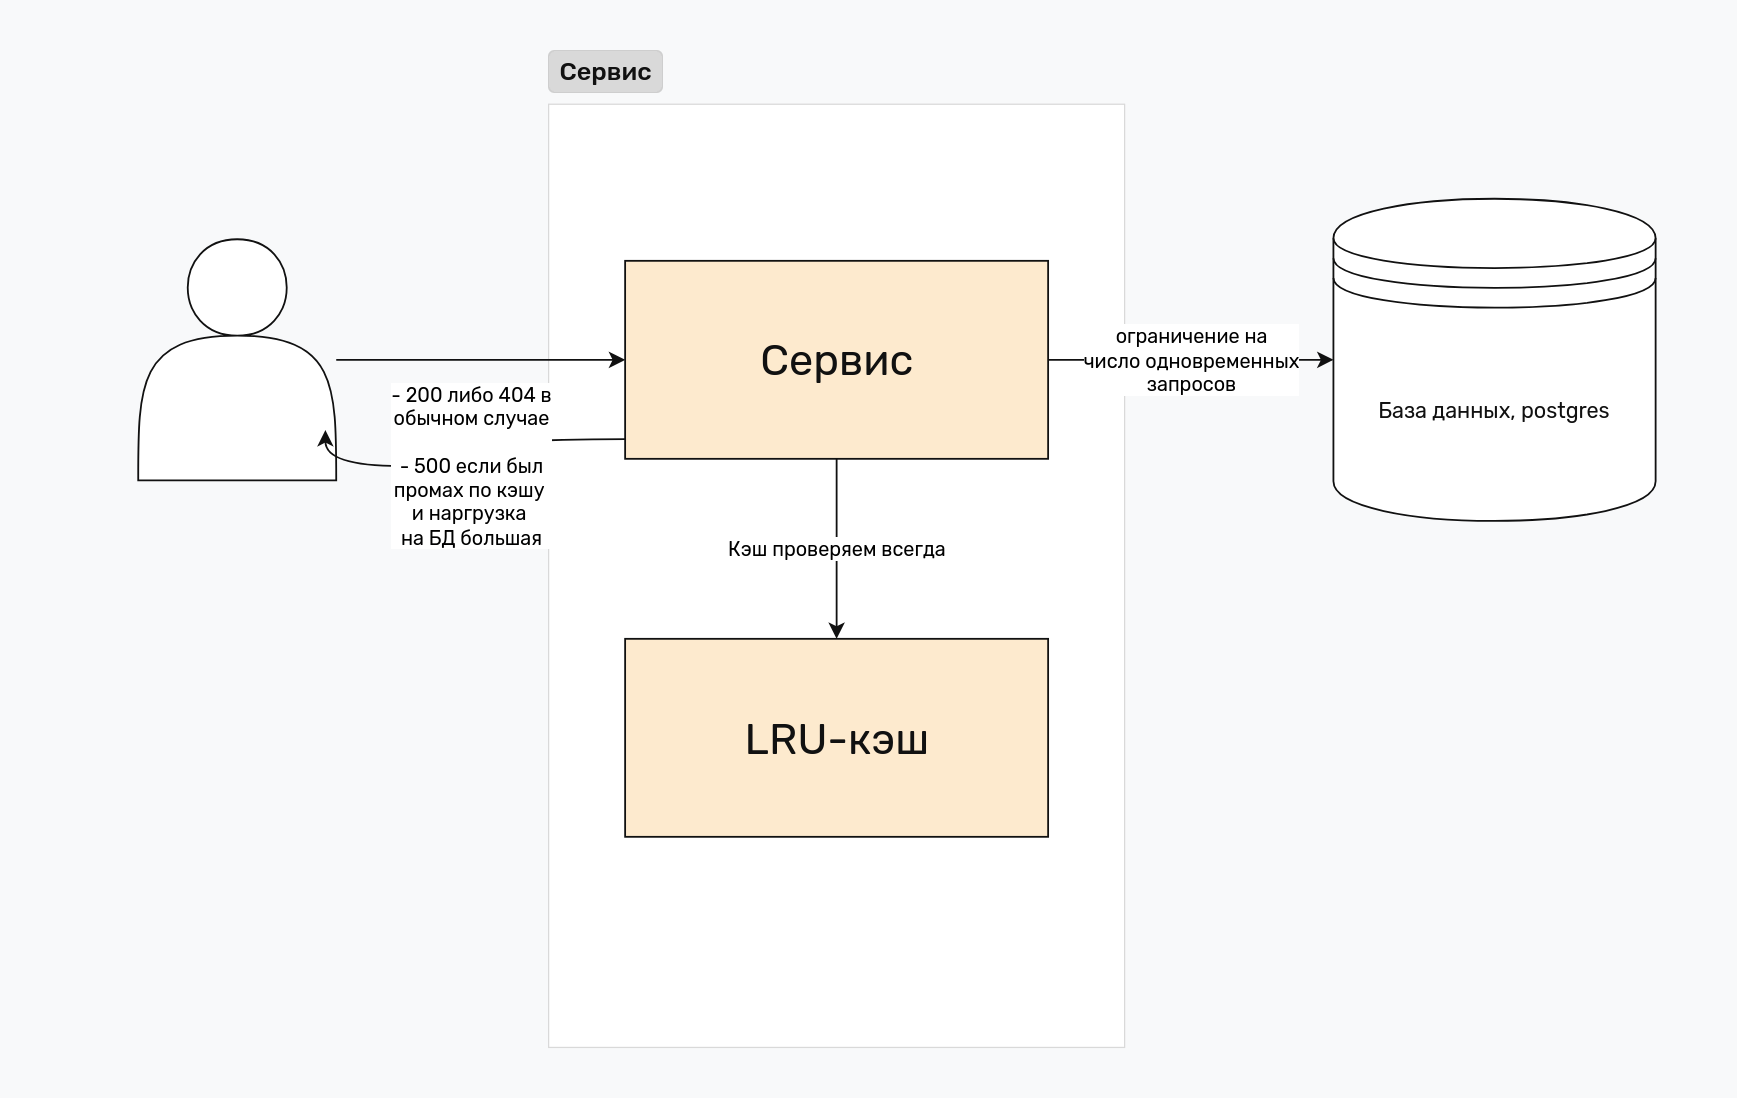 Сервис
Сервис
ограничение на
число одновременных
запросов
- 200 либо 404 в
обычном случае
- 500 если был
промах по кэшу
и наргрузка
на БД большая
База данных, postgres
Кэш проверяем всегда
LRU-кэш